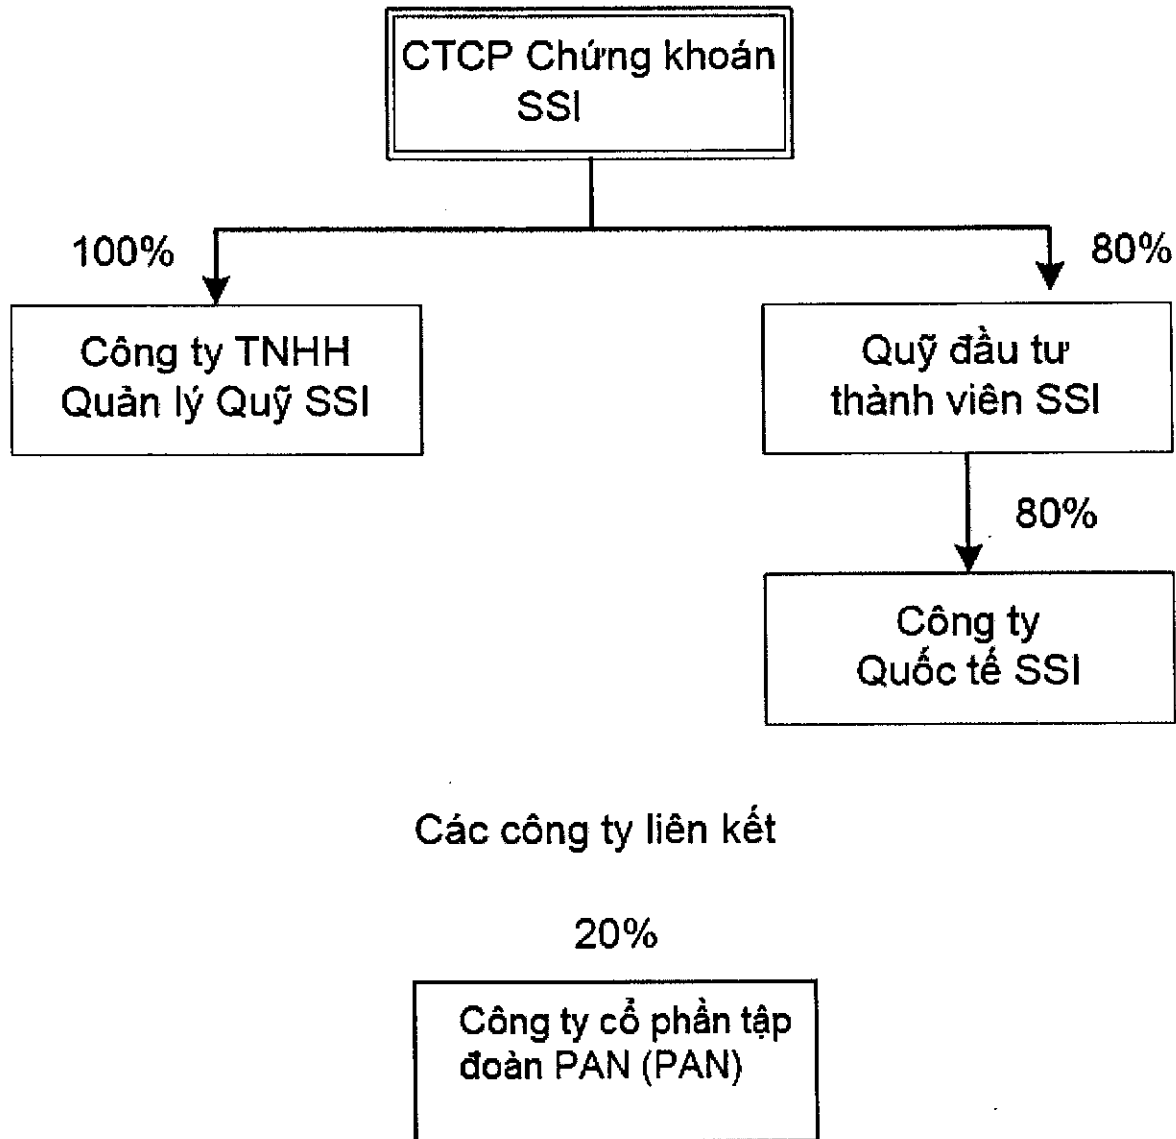 CTCP Chứng khoán
SSI
100%
80%
Công ty TNHH
Quản lý Quỹ SSI
Quỹ đầu tư
thành viên SSI
80%
Công ty
Quốc tế SSI
Các công ty liên kết
20%
Công ty cổ phần tập
đoàn PAN (PAN)